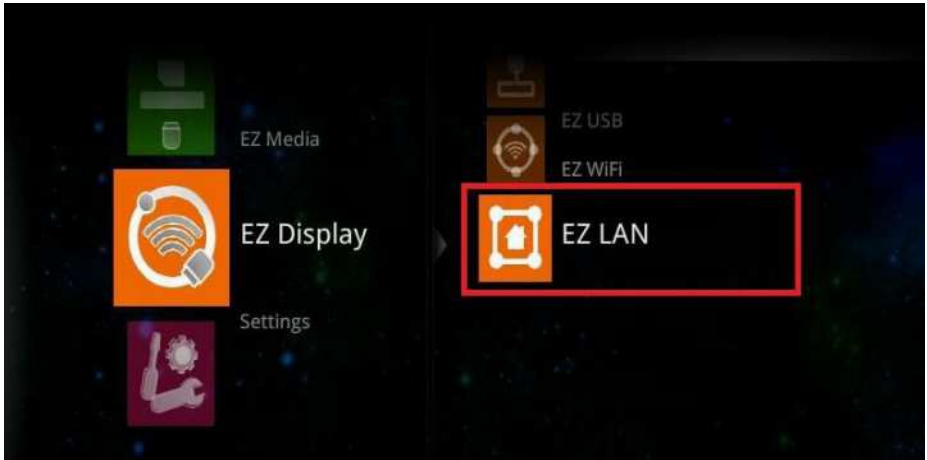 EZ Media
EZ Display
Settings
EZ USB
EZ WiFi
EZ LAN